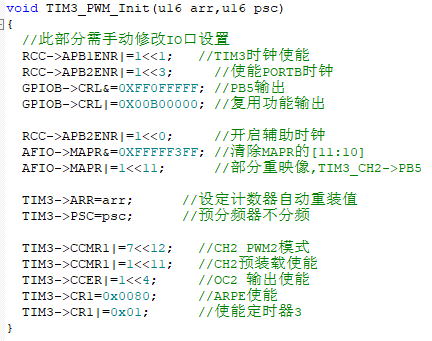 void TIM3_PWM_Init(u16 arr,u16 psc)
{
//此部分需手动修改IO口设置
RCC->APB1ENR|=1<<1; //TIM3时钟使能
RCC->APB2ENR|=1<<3; //使能PORTB时钟
GPIOB->CRL&=0XFF0FFFFF; //PB5输出
GPIOB->CRL|=0X00B00000; //复用功能输出
RCC->APB2ENR|=1<<0; //开启辅助时钟
AFIO->MAPR&=0XFFFFF3FF; //清除MAPR的[11:10]
AFIO->MAPR|=1<<11; //部分重映像,TIM3_CH2->PB5
TIM3->ARR=arr; //设定计数器自动重装值
TIM3->PSC=psc; //预分频器不分频
TIM3->CCMR1|=7<<12; //CH2 PWM2模式
TIM3->CCMR1|=1<<11; //CH2预装载使能
TIM3->CCER|=1<<4; //OC2 输出使能
TIM3->CR1=0x0080; //ARPE使能
TIM3->CR1|=0x01; //使能定时器3
}